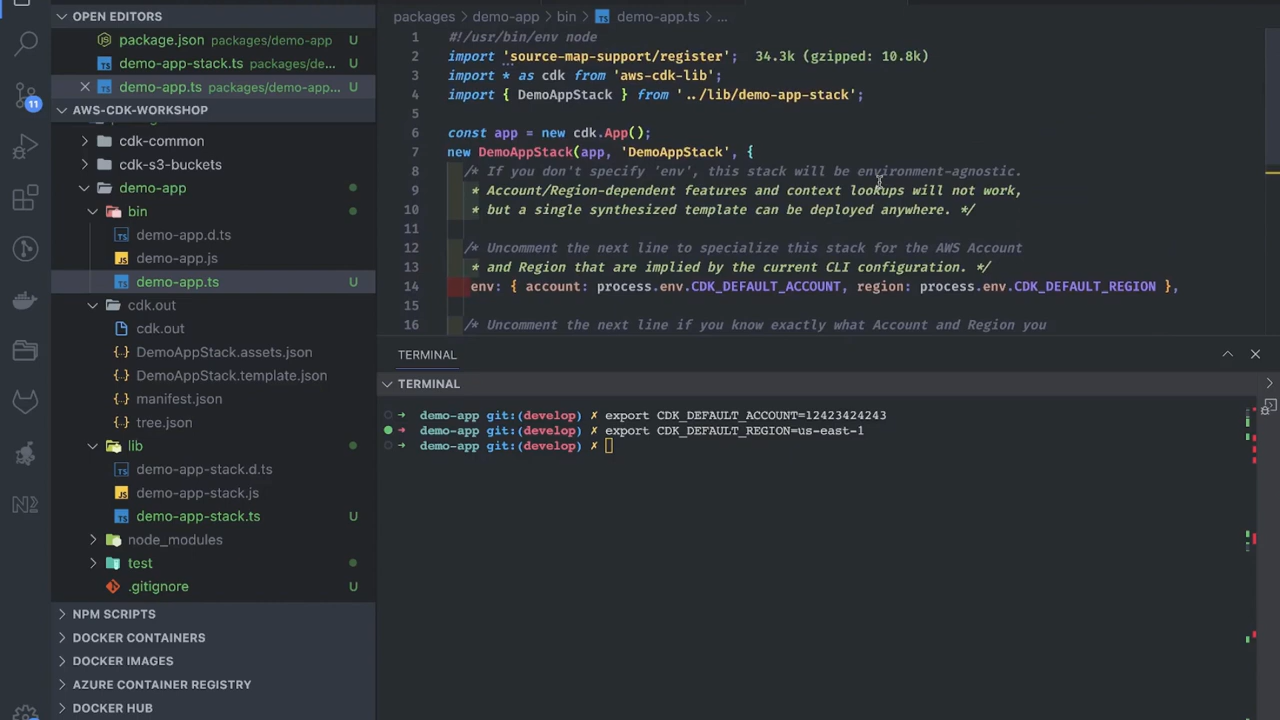 OPEN EDITORS
package.json packages/demo-app U
demo-app-stack.ts packages/de... U
demo-app.ts packages/demo-app... U
11
AWS-CDK-WORKSHOP
cdk-common
cdk-s3-buckets
demo-app
bin
demo-app.d.ts
demo-app.js
demo-app.ts U
cdk.out
cdk.out
DemoAppStack.assets.json
DemoAppStack.template.json
manifest.json
tree.json
lib
demo-app-stack.d.ts
demo-app-stack.js
demo-app-stack.ts U
node_modules
test
.gitignore U
NPM SCRIPTS
DOCKER CONTAINERS
DOCKER IMAGES
AZURE CONTAINER REGISTRY
DOCKER HUB
packages > demo-app > bin > TS demo-app.ts > ...
1 #!/usr/bin/env node
2 import 'source-map-support/register'; 34.3k (gzipped: 10.8k)
3 import * as cdk from 'aws-cdk-lib';
4 import { DemoAppStack } from '../lib/demo-app-stack';
5
6 const app = new cdk.App();
7 new DemoAppStack(app, 'DemoAppStack', {
8 /* If you don't specify 'env', this stack will be environment-agnostic.
9 * Account/Region-dependent features and context lookups will not work,
10 * but a single synthesized template can be deployed anywhere. */
11
12 /* Uncomment the next line to specialize this stack for the AWS Account
13 * and Region that are implied by the current CLI configuration. */
14 env: { account: process.env.CDK_DEFAULT_ACCOUNT, region: process.env.CDK_DEFAULT_REGION },
15
16 /* Uncomment the next line if you know exactly what Account and Region you
TERMINAL
TERMINAL
demo-app git:(develop) ✗ export CDK_DEFAULT_ACCOUNT=12423424243
demo-app git:(develop) ✗ export CDK_DEFAULT_REGION=us-east-1
demo-app git:(develop) ✗